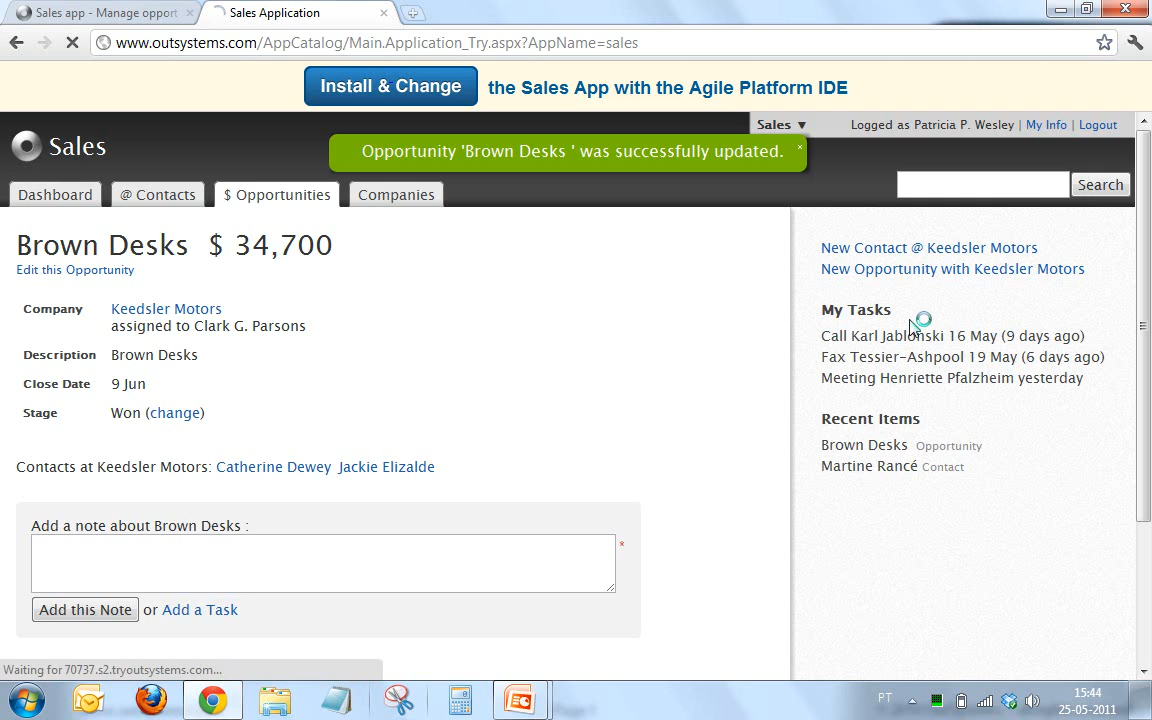 Sales app - Manage opport
Sales Application
www.outsystems.com/AppCatalog/Main.Application_Try.aspx?AppName=sales
Install & Change the Sales App with the Agile Platform IDE
Sales ▼ Logged as Patricia P. Wesley | My Info | Logout
Sales
Opportunity 'Brown Desks ' was successfully updated. ×
Dashboard @ Contacts $ Opportunities Companies
Search
Brown Desks $ 34,700
Edit this Opportunity
Company Keedsler Motors
assigned to Clark G. Parsons
Description Brown Desks
Close Date 9 Jun
Stage Won (change)
Contacts at Keedsler Motors: Catherine Dewey Jackie Elizalde
Add a note about Brown Desks :
*
Add this Note or Add a Task
New Contact @ Keedsler Motors
New Opportunity with Keedsler Motors
My Tasks
Call Karl Jablonski 16 May (9 days ago)
Fax Tessier-Ashpool 19 May (6 days ago)
Meeting Henriette Pfalzheim yesterday
Recent Items
Brown Desks Opportunity
Martine Rancé Contact
Waiting for 70737.s2.tryoutsystems.com...
PT
15:44
25-05-2011